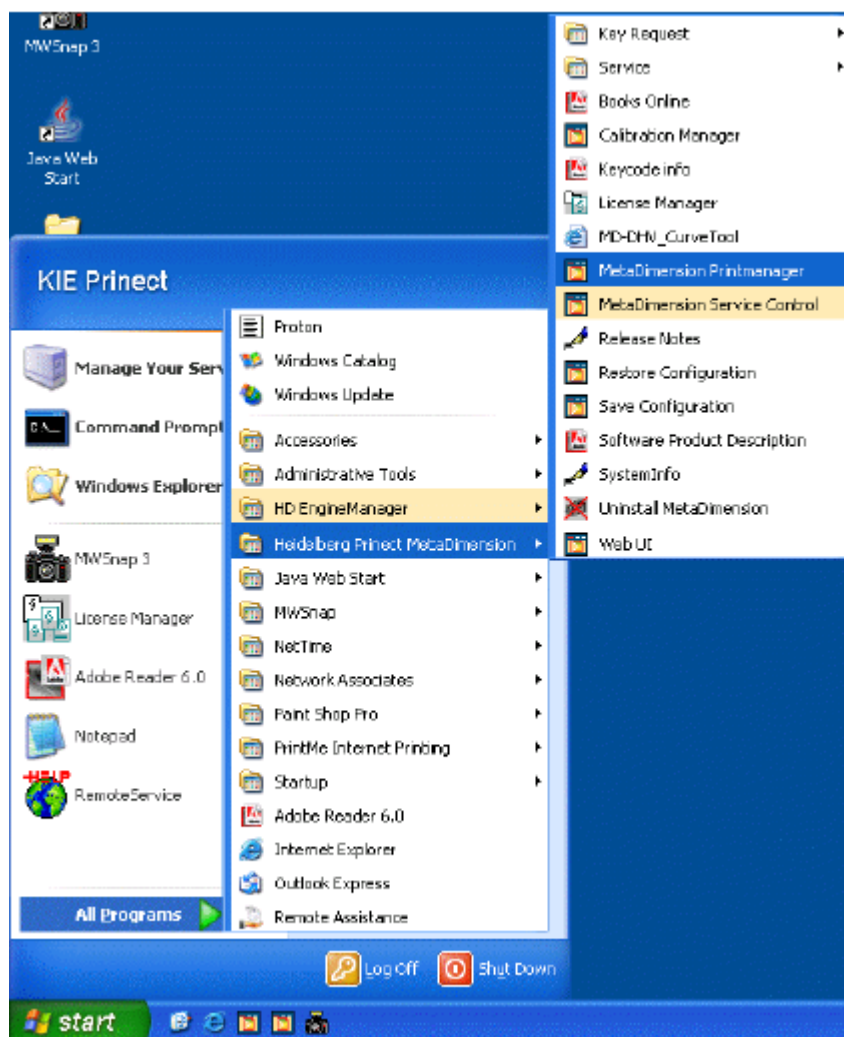 MWSnap 3
Java Web
Start
KIE Prinect
Manage Your Serv
Command Prompt
Windows Explorer
MWSnap 3
License Manager
Adobe Reader 6.0
Notepad
HELP
RemoteService
All Programs
Proton
Windows Catalog
Windows Update
Accessories
Administrative Tools
HD EngineManager
Heidelberg Prinect MetaDimension
Java Web Start
MWSnap
NetTime
Network Associates
Paint Shop Pro
PrintMe Internet Printing
Startup
Adobe Reader 6.0
Internet Explorer
Outlook Express
Remote Assistance
Key Request
Service
Books Online
Calibration Manager
Keycode info
License Manager
MD-DHV_CurveTool
MetaDimension Printmanager
MetaDimension Service Control
Release Notes
Restore Configuration
Save Configuration
Software Product Description
SystemInfo
Uninstall MetaDimension
Web UI
Log Off
Shut Down
start